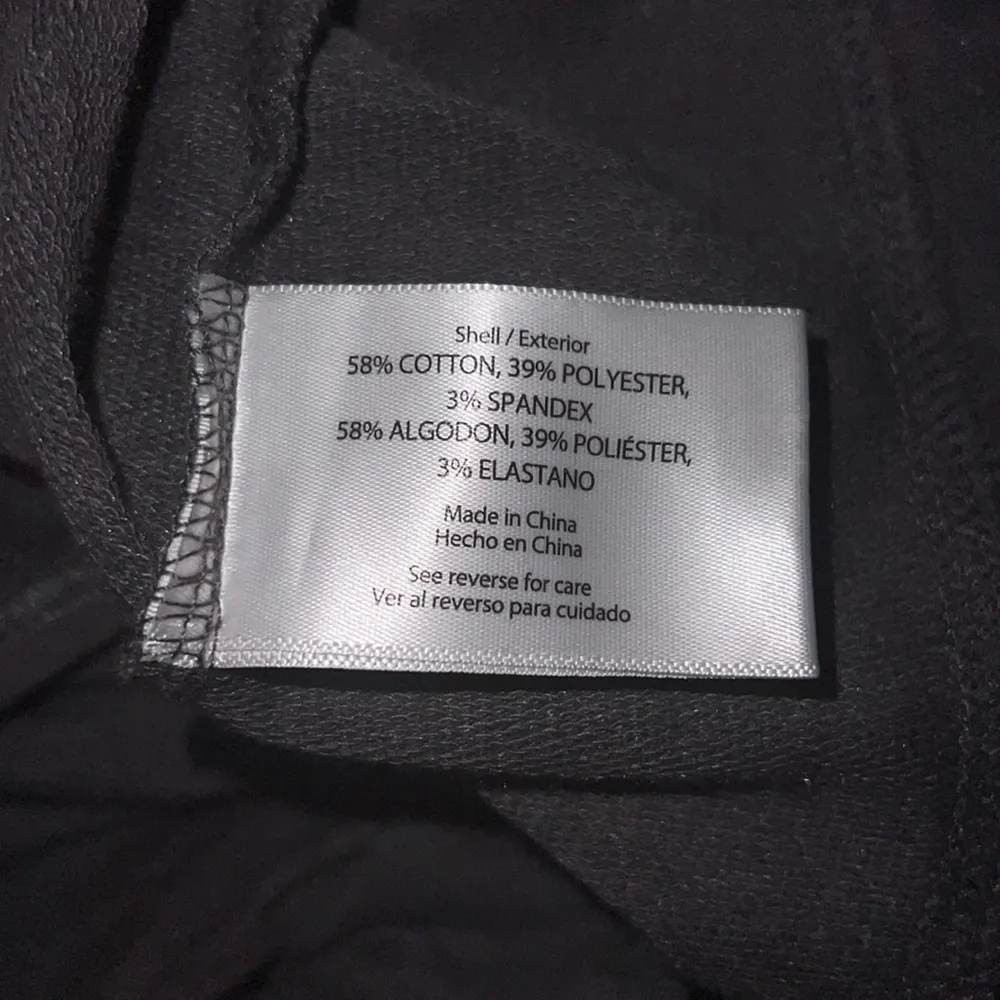 Shell / Exterior
58% COTTON, 39% POLYESTER,
3% SPANDEX
58% ALGODON, 39% POLIÉSTER,
3% ELASTANO
Made in China
Hecho en China
See reverse for care
Ver al reverso para cuidado